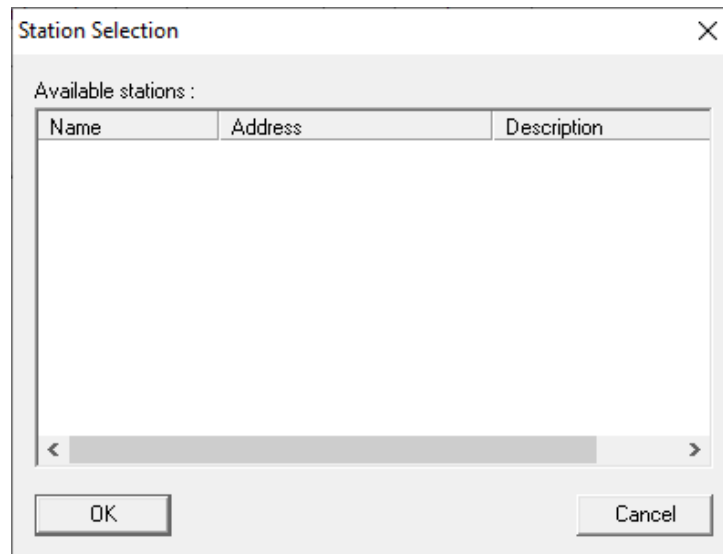 Station Selection
Available stations :
Name Address Description
OK Cancel